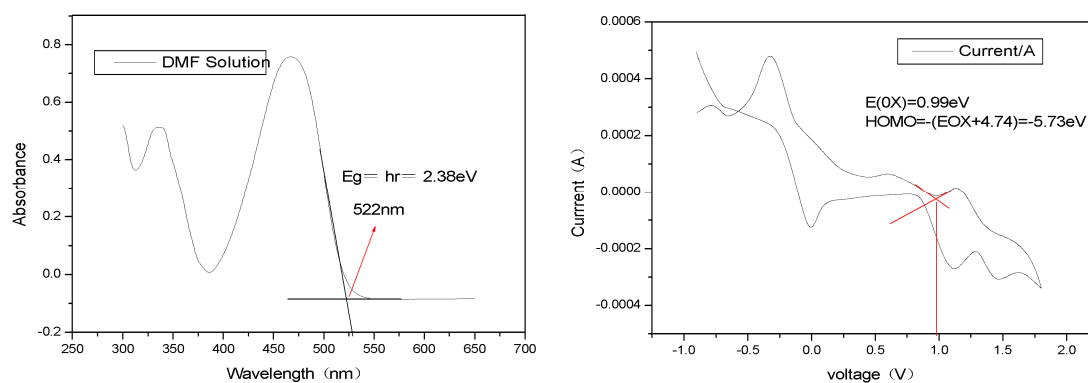 DMF Solution
Eg= hr= 2.38eV
522nm
Absorbance
0.8
0.6
0.4
0.2
0.0
-0.2
250 300 350 400 450 500 550 600 650 700
Wavelength (nm)
Current/A
E(0X)=0.99eV
HOMO=-(EOX+4.74)=-5.73eV
Currrent (A)
0.0006
0.0004
0.0002
0.0000
-0.0002
-0.0004
-1.0 -0.5 0.0 0.5 1.0 1.5 2.0
voltage (V)